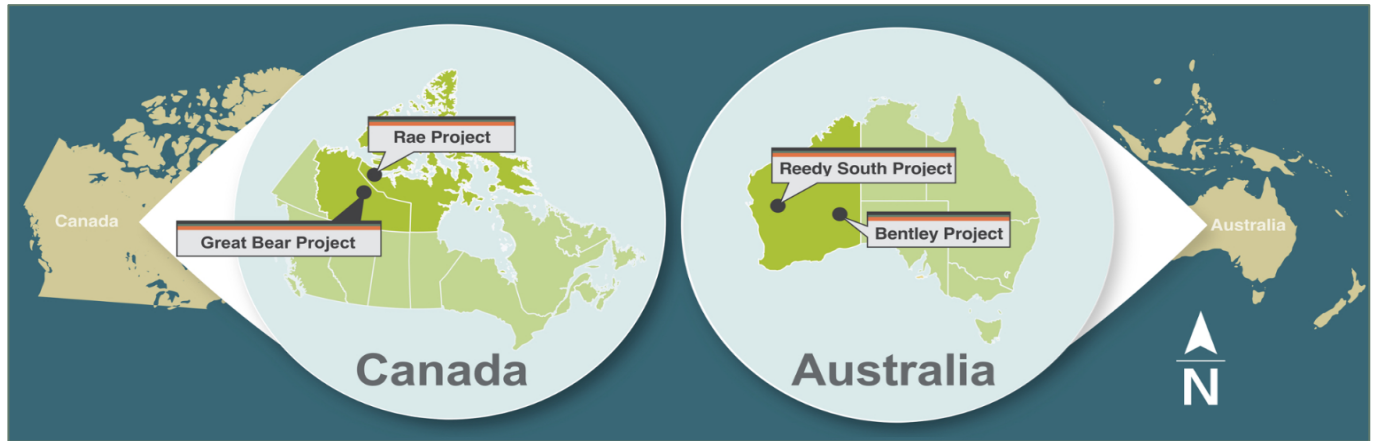 Canada
Rae Project
Great Bear Project
Canada
Reedy South Project
Bentley Project
Australia
Australia
N